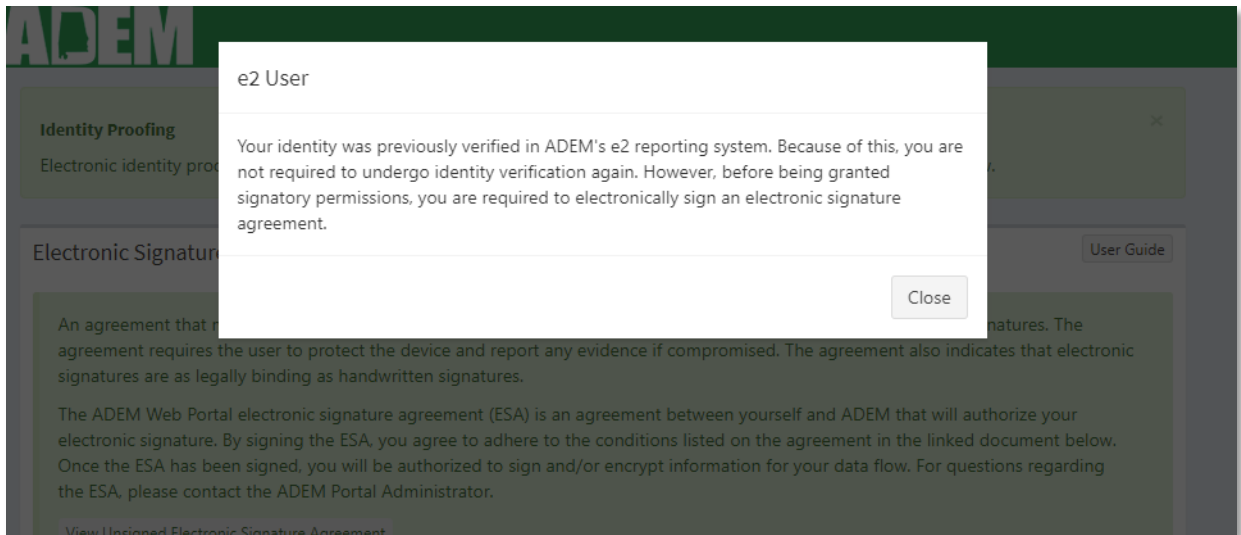 ADEM
e2 User
Identity Proofing
×
Your identity was previously verified in ADEM's e2 reporting system. Because of this, you are
Electronic identity
not required to undergo identity verification again. However, before being granted
signatory permissions, you are required to electronically sign an electronic signature
agreement.
Electronic Signature
User Guide
Close
An agreement that
natures. The
agreement requires the user to protect the device and report any evidence if compromised. The agreement also indicates that electronic
signatures are as legally binding as handwritten signatures.
The ADEM Web Portal electronic signature agreement (ESA) is an agreement between yourself and ADEM that will authorize your
electronic signature. By signing the ESA, you agree to adhere to the conditions listed on the agreement in the linked document below.
Once the ESA has been signed, you will be authorized to sign and/or encrypt information for your data flow. For questions regarding
the ESA, please contact the ADEM Portal Administrator.
View Unsigned Electronic Signature Agreement